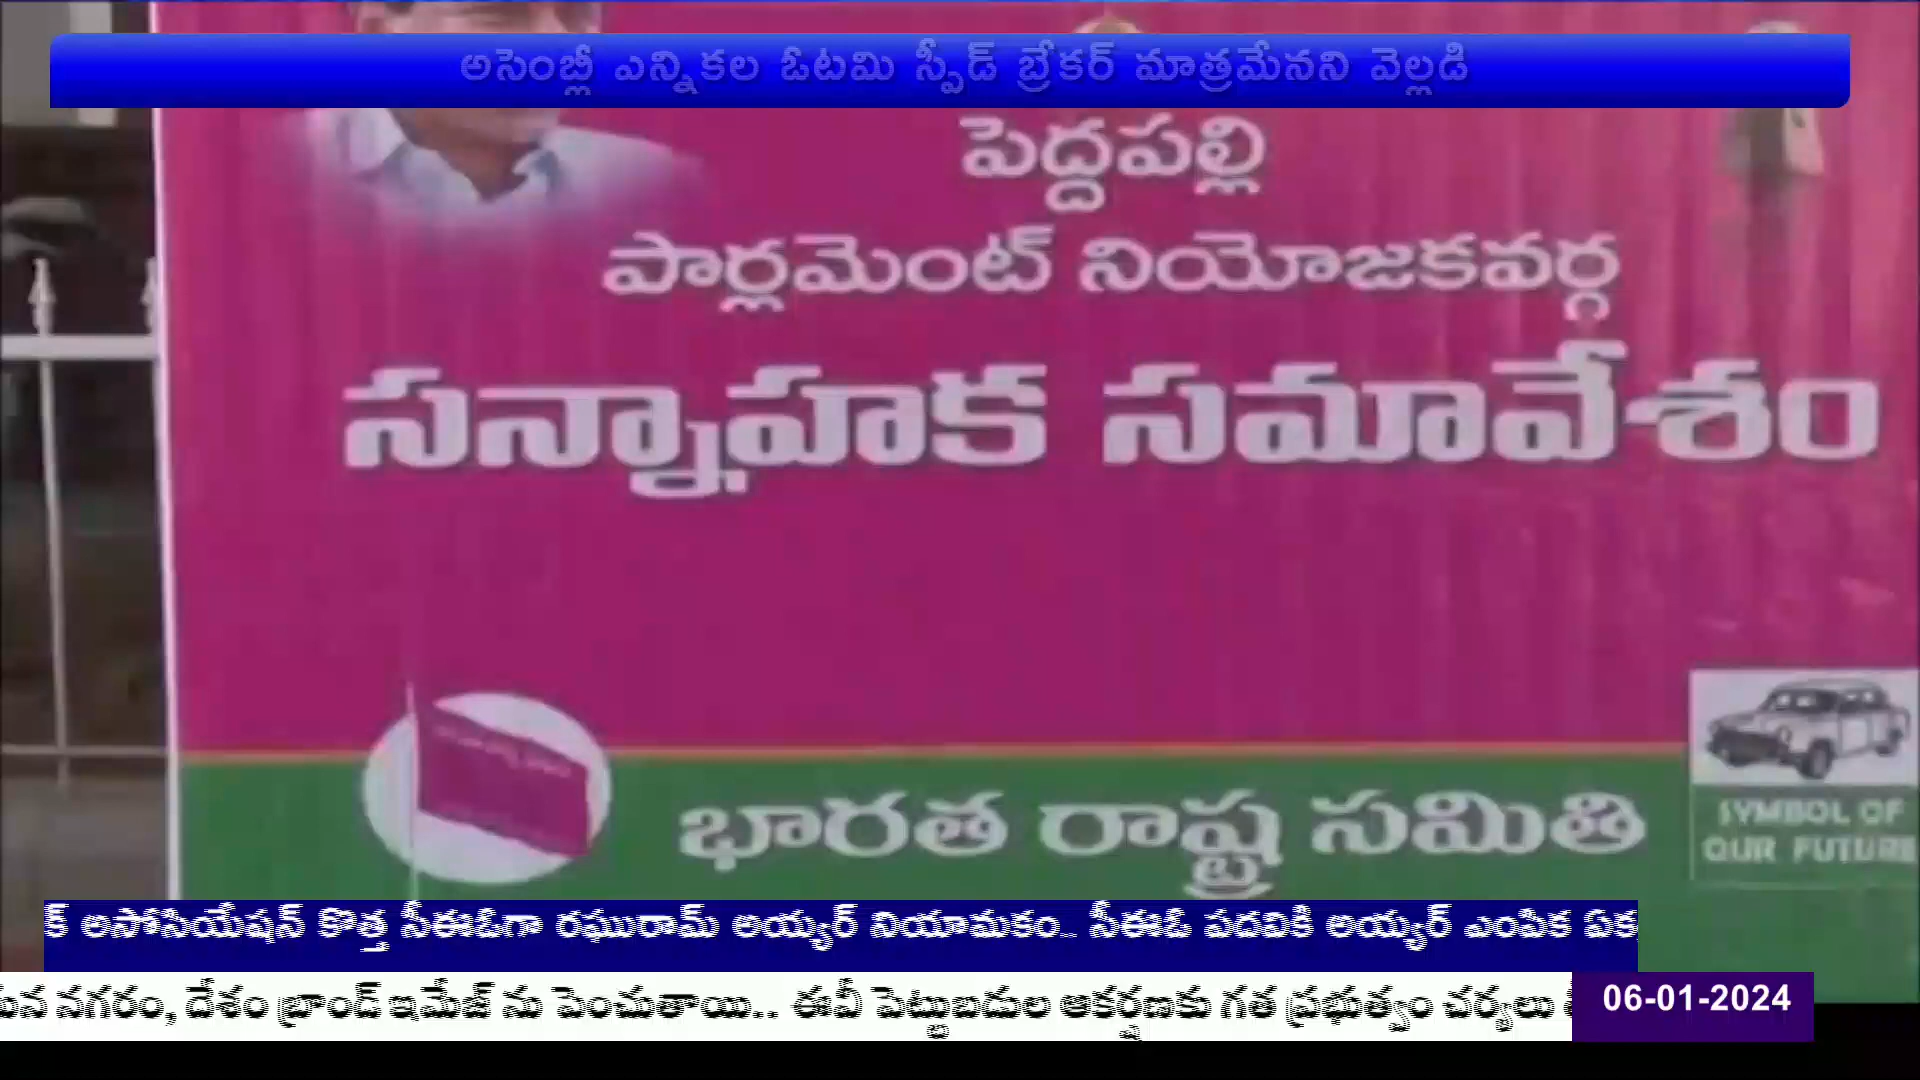 అసెంబ్లీ ఎన్నికల ఓటమి స్పీడ్ బ్రేకర్ మాత్రమేనని వెల్లడి
పెద్దపల్లి
పార్లమెంట్ నియోజకవర్గ
సన్నాహక సమావేశం
భారత రాష్ట్ర సమితి
SYMBOL OF
OUR FUTURE
క్ అసోసియేషన్ కొత్త సీఈఓగా రఘురామ్ అయ్యర్ నియామకం.. సీఈఓ పదవికి అయ్యర్ ఎంపిక ఏక
నగరం, దేశం బ్రాండ్ ఇమేజ్ ను పెంచుతాయి.. ఈవీ పెట్టుబడుల ఆకర్షణకు గత ప్రభుత్వం చర్యలు
06-01-2024